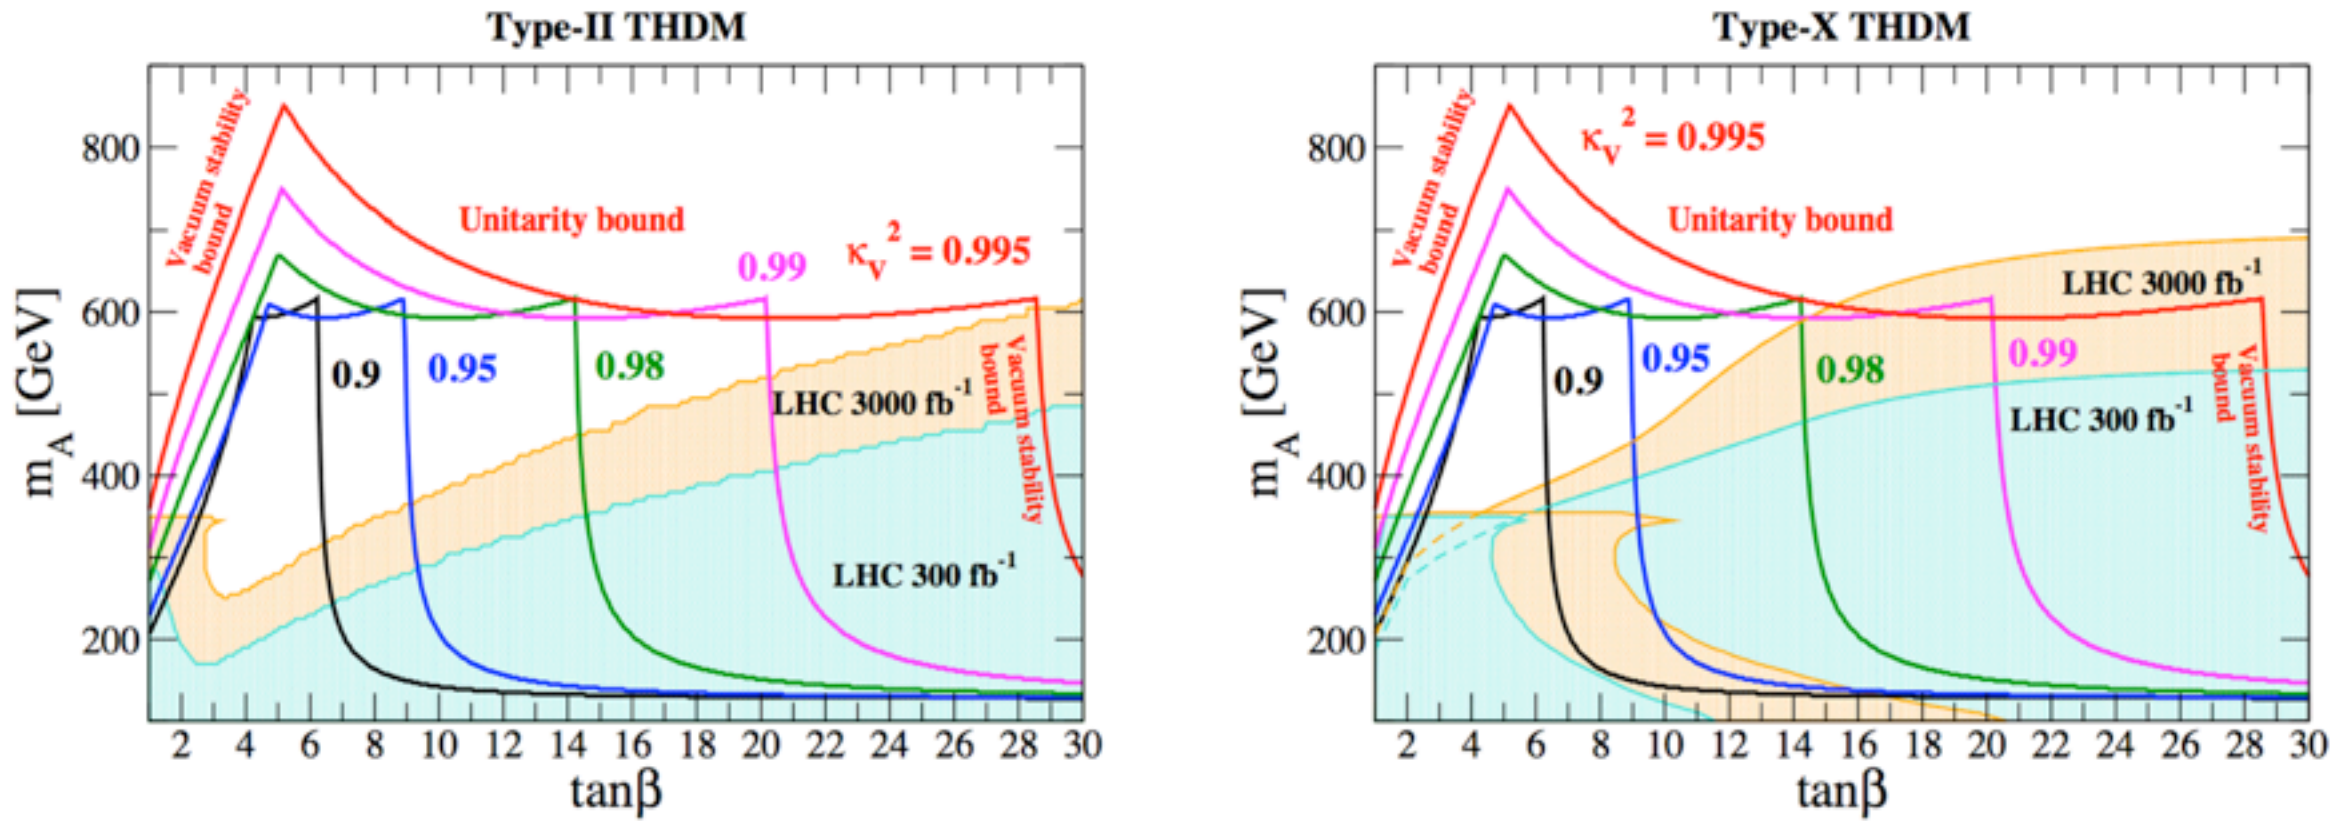 Type-II THDM
Vacuum stability
bound
Unitarity bound
0.99
κV² = 0.995
0.9
0.95
0.98
LHC 3000 fb⁻¹
Vacuum stability
bound
LHC 300 fb⁻¹
800
600
400
200
mA [GeV]
2 4 6 8 10 12 14 16 18 20 22 24 26 28 30
tanβ
Type-X THDM
Vacuum stability
bound
κV² = 0.995
Unitarity bound
LHC 3000 fb⁻¹
0.9
0.95
0.98
0.99
Vacuum stability
bound
LHC 300 fb⁻¹
800
600
400
200
mA [GeV]
2 4 6 8 10 12 14 16 18 20 22 24 26 28 30
tanβ